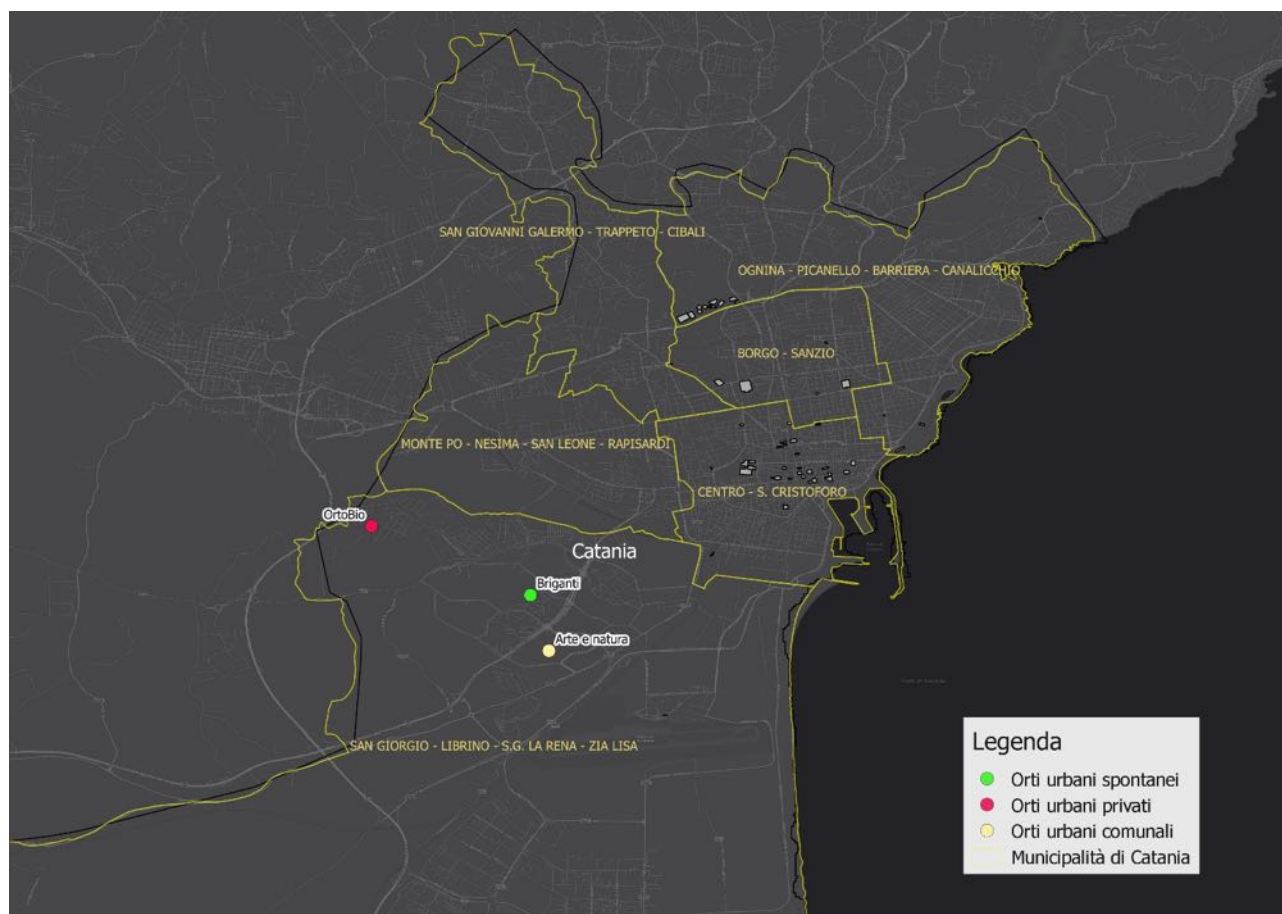 SAN GIOVANNI GALERMO - TRAPPETO - CIBALI
OGNINA - PICANELLO - BARRIERA - CANALICCHIO
BORGO - SANZIO
MONTE PO - NESIMA - SAN LEONE - RAPISARDI
CENTRO - S. CRISTOFORO
OrtoBio
Catania
Briganti
Arte e natura
SAN GIORGIO - LIBRINO - S.G. LA RENA - ZIA LISA
Legenda
Orti urbani spontanei
Orti urbani privati
Orti urbani comunali
Municipalità di Catania